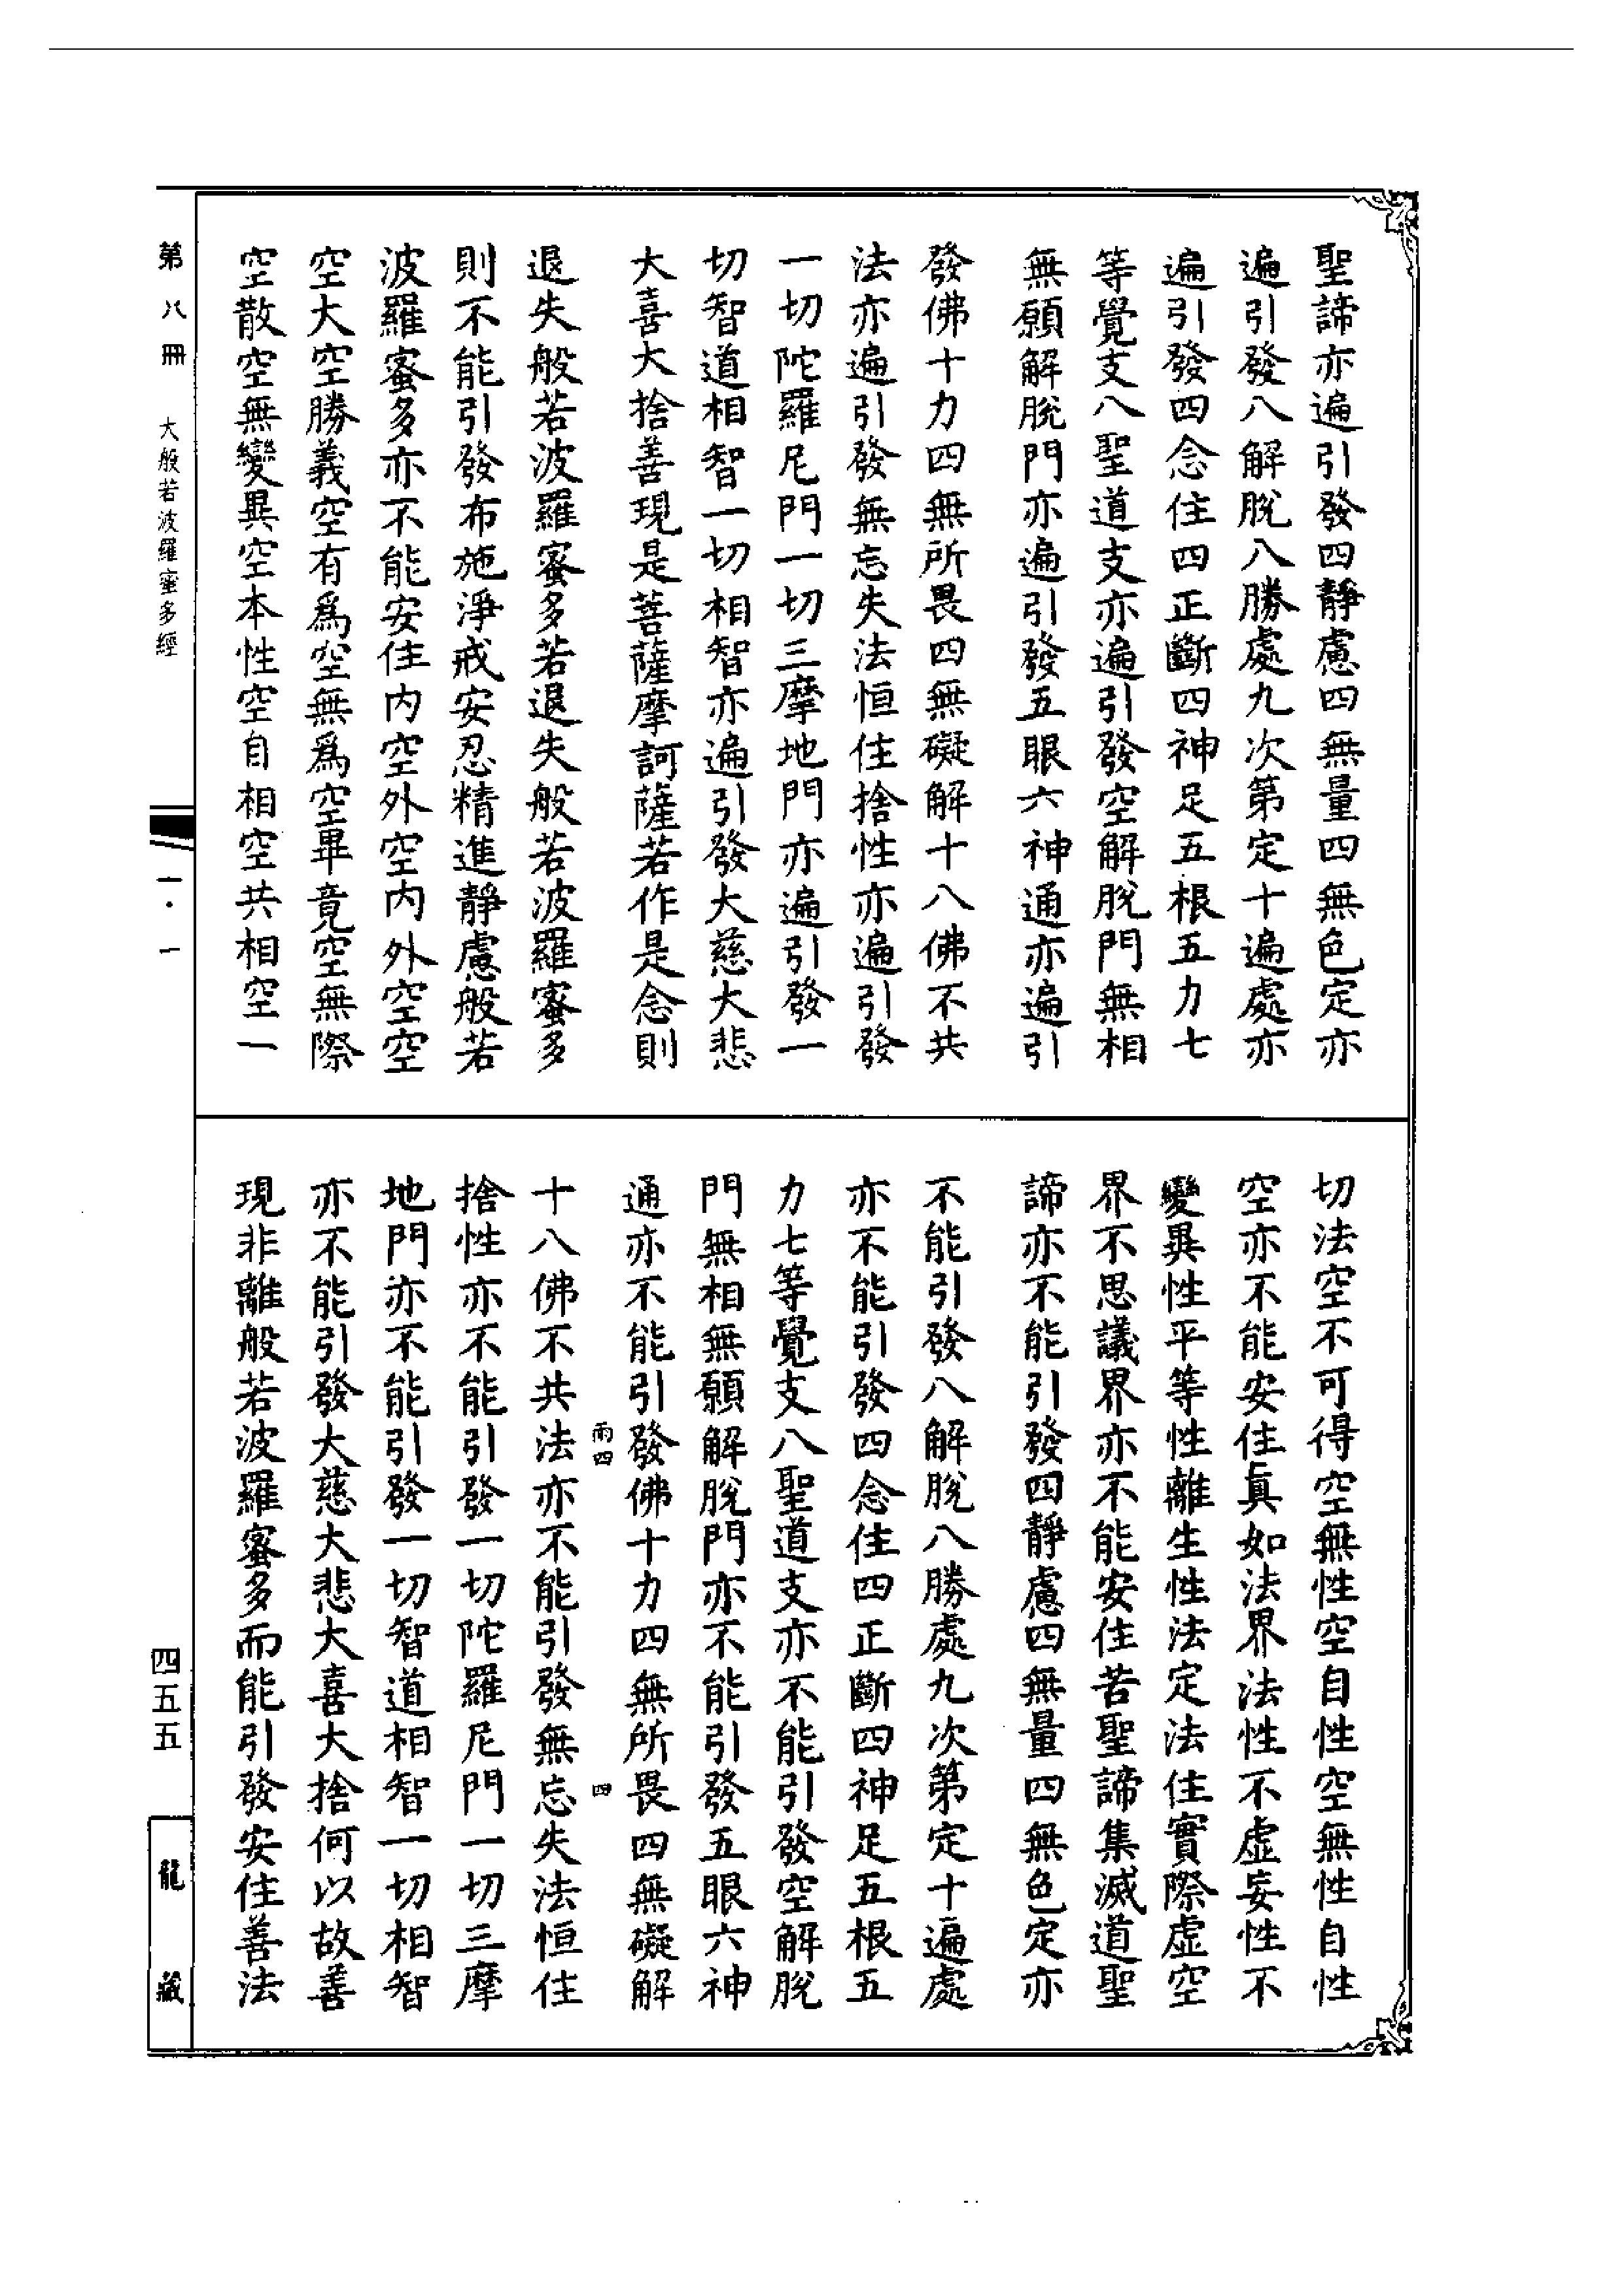 聖諦亦遍引發四靜慮四無量四無色定亦
遍引發八解脫八勝處九次第定十遍處亦
遍引發四念住四正斷四神足五根五力七
等覺支八聖道支亦遍引發空解脫門無相
無願解脫門亦遍引發五眼六神通亦遍引
發佛十力四無所畏四無礙解十八佛不共
法亦遍引發無忘失法恒住捨性亦遍引發
一切陀羅尼門一切三摩地門亦遍引發一
切智道相智一切相智亦遍引發大慈大悲
大喜大捨善現是菩薩摩訶薩若作是念則
退失般若波羅蜜多若退失般若波羅蜜多
則不能引發布施淨戒安忍精進靜慮般若
波羅蜜多亦不能安住內空外空內外空空
空大空勝義空有為空無為空畢竟空無際
空散空無變異空本性空自相空共相空一
切法空不可得空無性空自性空無性自性
空亦不能安住真如法界法性不虛妄性不
變異性平等性離生性法定法住實際虛空
界不思議界亦不能安住苦聖諦集滅道聖
諦亦不能引發四靜慮四無量四無色定亦
不能引發八解脫八勝處九次第定十遍處
亦不能引發四念住四正斷四神足五根五
力七等覺支八聖道支亦不能引發空解脫
門無相無願解脫門亦不能引發五眼六神
通亦不能引發佛十力四無所畏四無礙解
雨四 四
十八佛不共法亦不能引發無忘失法恒住
捨性亦不能引發一切陀羅尼門一切三摩
地門亦不能引發一切智道相智一切相智
亦不能引發大慈大悲大喜大捨何以故善
現非離般若波羅蜜多而能引發安住善法
第八冊 大般若波羅蜜多經 一·一
四五五
龍藏